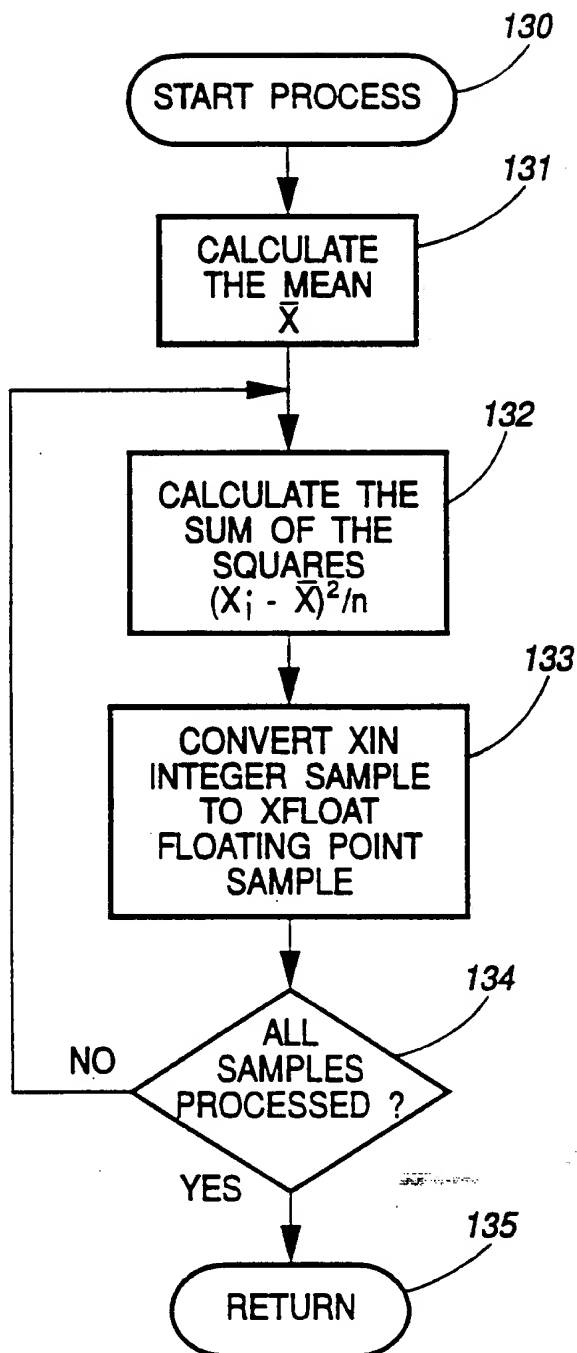 130
START PROCESS
131
CALCULATE
THE MEAN
X̅
132
CALCULATE THE
SUM OF THE
SQUARES
(Xi - X̅)²/n
133
CONVERT XIN
INTEGER SAMPLE
TO XFLOAT
FLOATING POINT
SAMPLE
134
ALL
SAMPLES
PROCESSED ?
NO
YES
135
RETURN